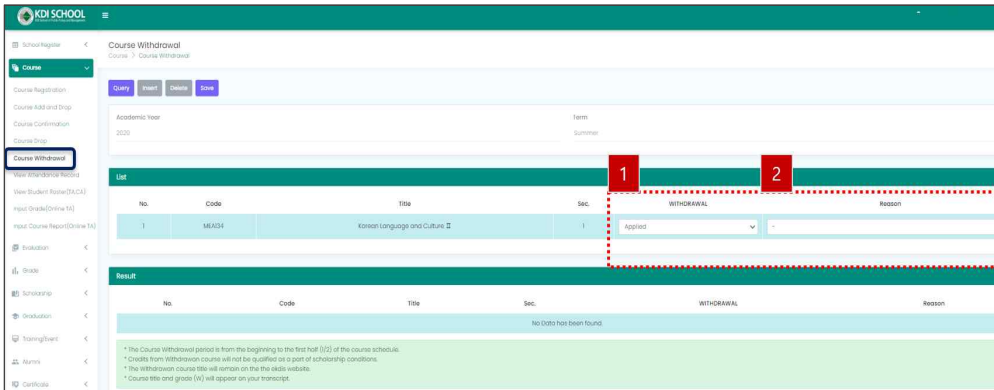 KDI SCHOOL
School Register
Course
Course Registration
Course Add and Drop
Course Confirmation
Course Drop
Course Withdrawal
View Attendance Record
View Student Roster(TA,CA)
Input Grade(Online TA)
Input Course Report(Online TA)
Evaluation
Grade
Scholarship
Graduation
Training/Event
Alumni
Certificate
Course Withdrawal
Course > Course Withdrawal
Query Insert Delete Save
Academic Year Term
2020 Summer
1 2
List
No. Code Title Sec. WITHDRAWAL Reason
1 MEA134 Korean Language and Culture Ⅱ 1 Applied -
Result
No. Code Title Sec. WITHDRAWAL Reason
No Data has been found.
* The Course Withdrawal period is from the beginning to the first half (1/2) of the course schedule.
* Credits from Withdrawan course will not be qualified as a part of scholarship conditions.
* The Withdrawan course title will remain on the the ekdis website.
* Course title and grade (W) will appear on your transcript.